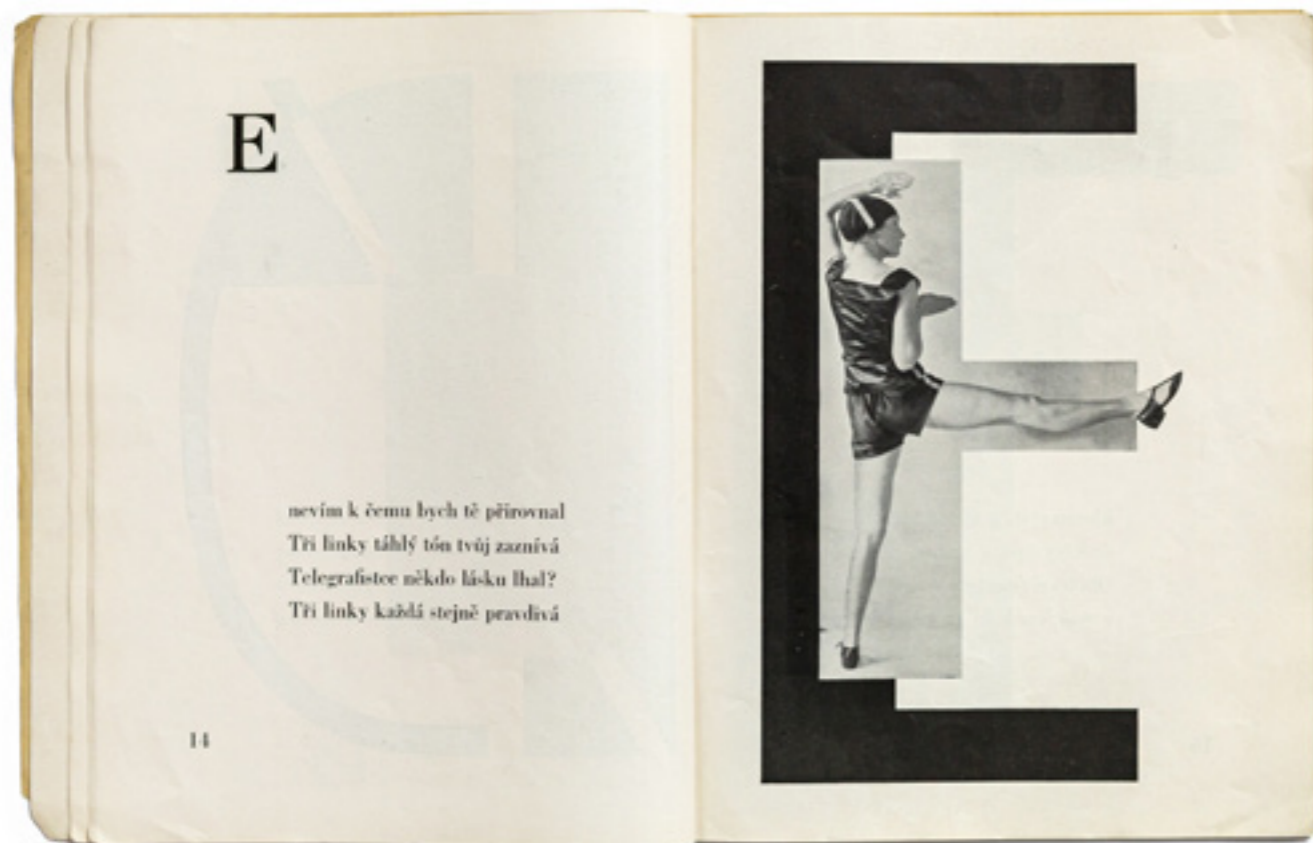 E
nevím k čemu bych tě přirovnal
Tři linky táhlý tón tvůj zaznívá
Telegrafistce někdo lásku lhal?
Tři linky každá stejně pravdivá
14